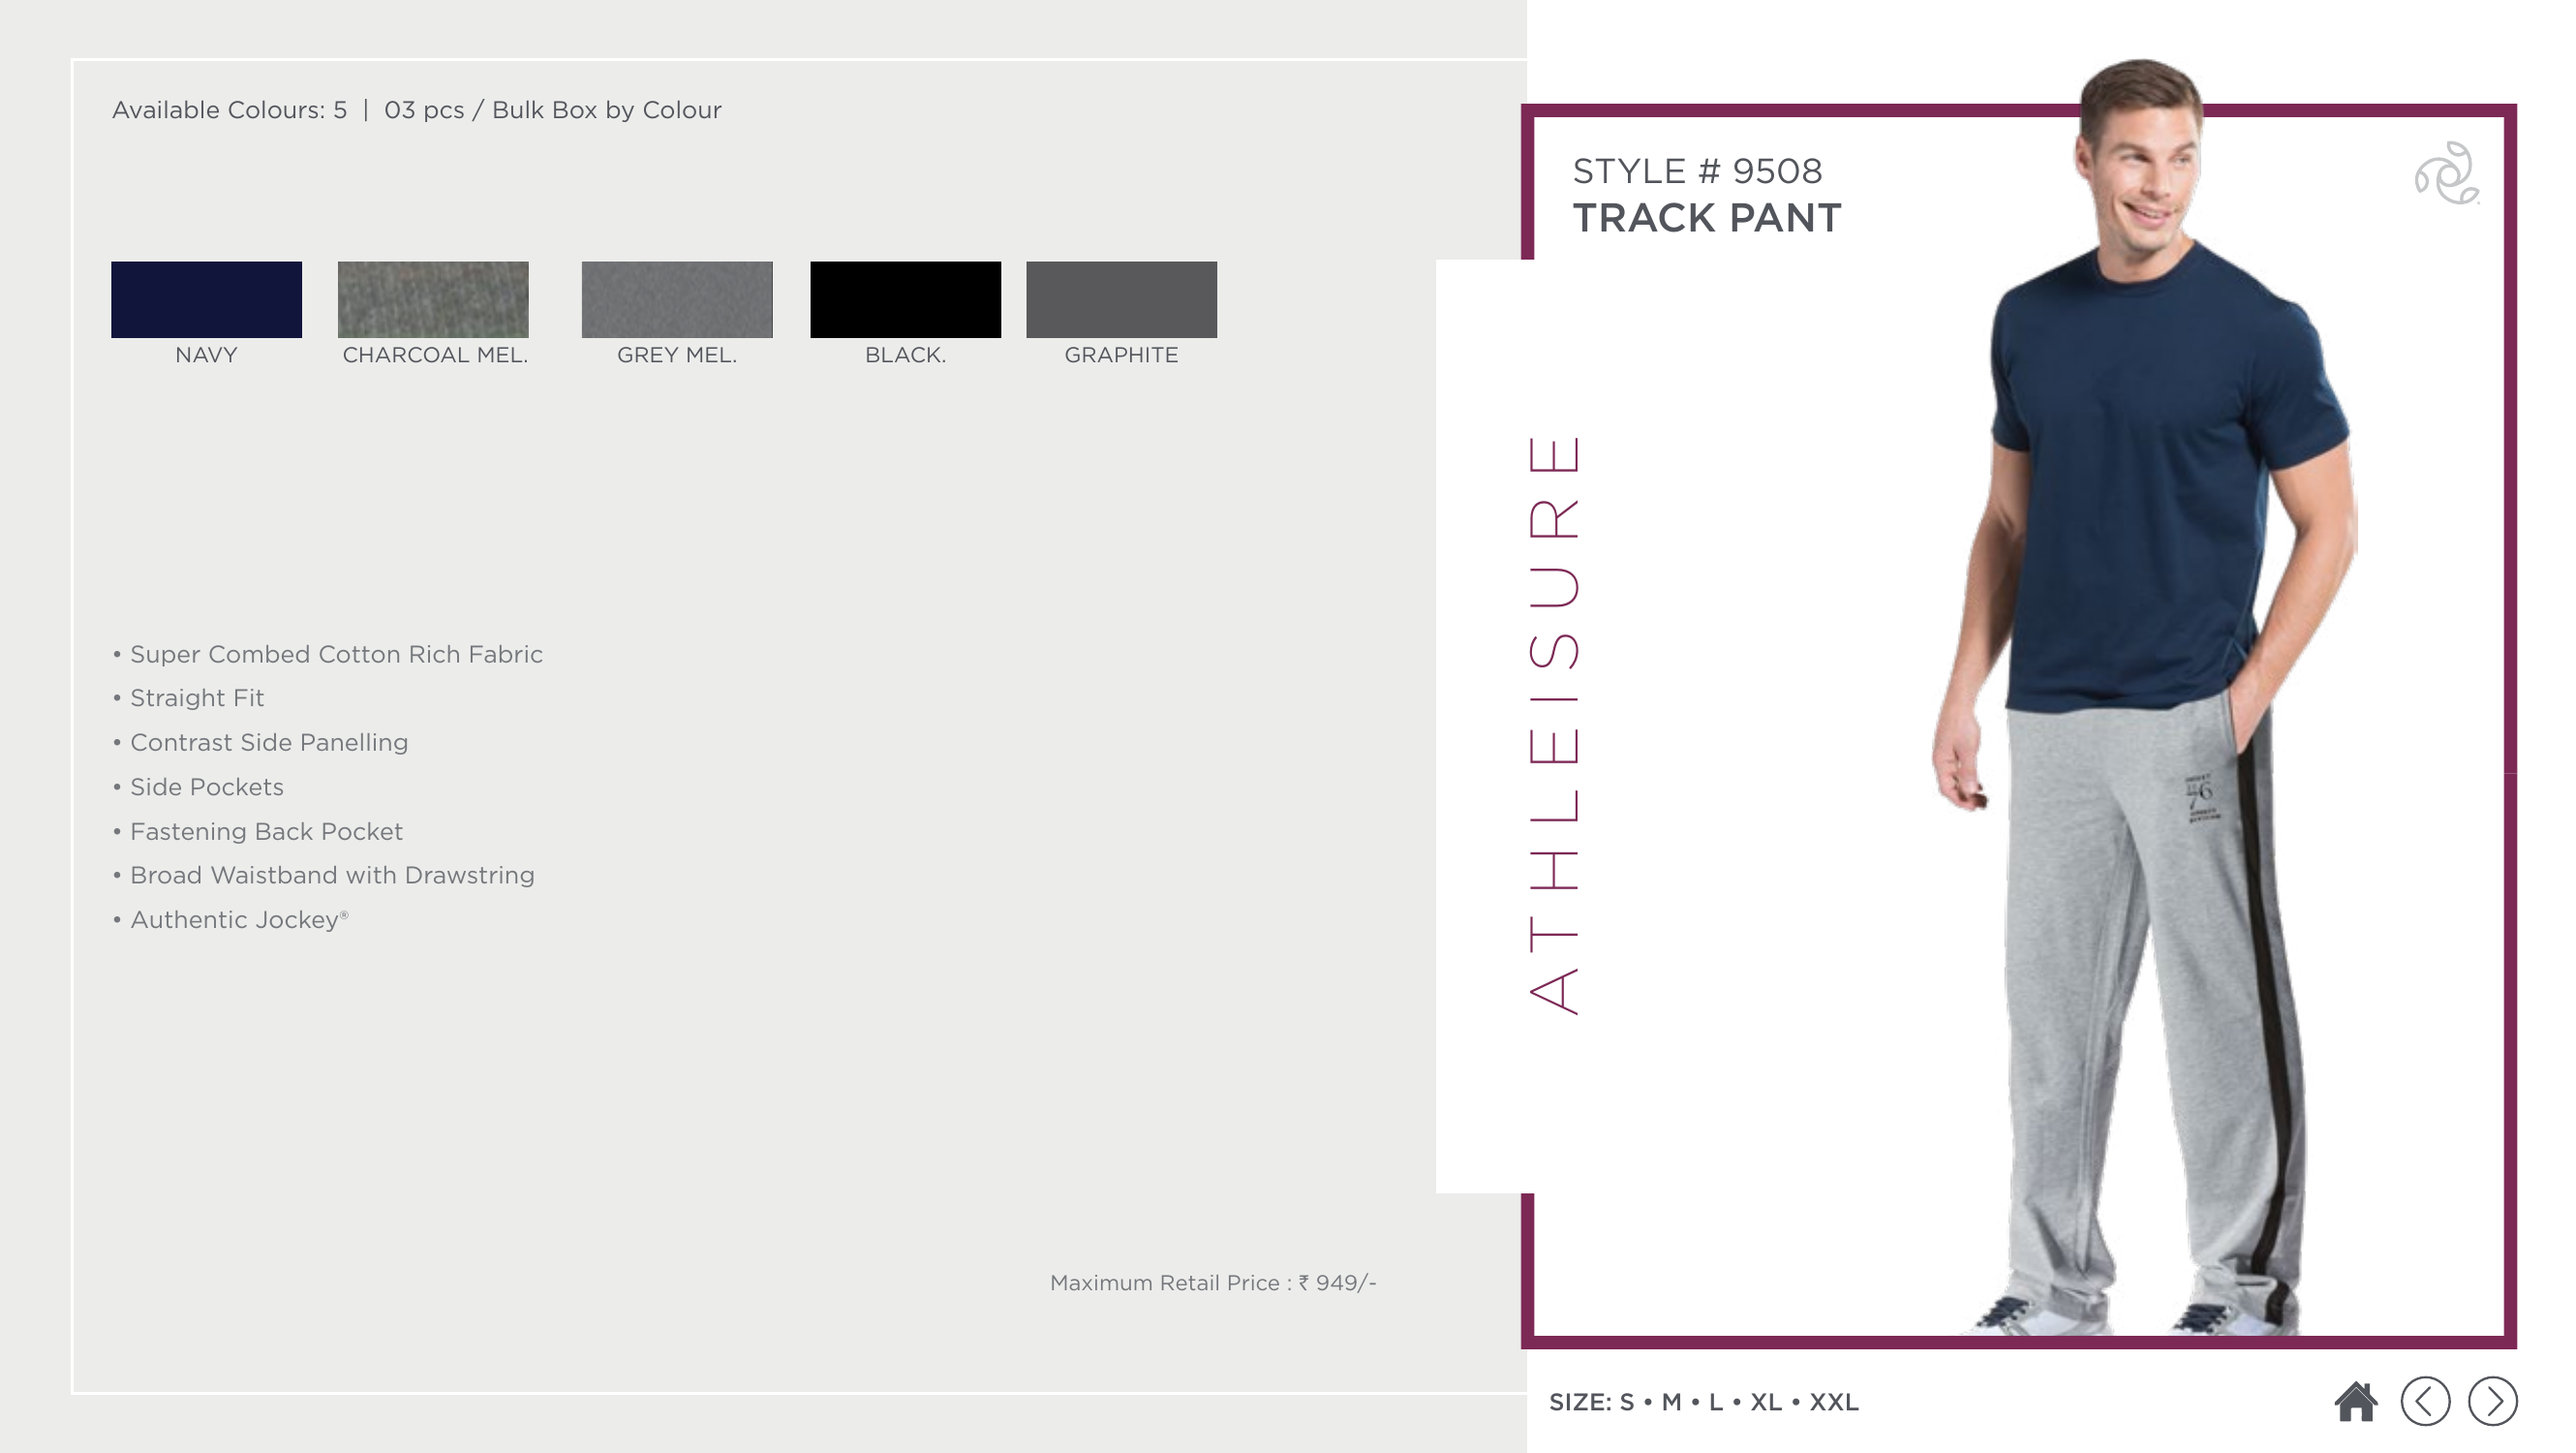 Available Colours: 5 | 03 pcs / Bulk Box by Colour
NAVY
CHARCOAL MEL.
GREY MEL.
BLACK.
GRAPHITE
• Super Combed Cotton Rich Fabric
• Straight Fit
• Contrast Side Panelling
• Side Pockets
• Fastening Back Pocket
• Broad Waistband with Drawstring
• Authentic Jockey®
Maximum Retail Price : ₹ 949/-
STYLE # 9508
TRACK PANT
ATHLEISURE
76
SIZE: S • M • L • XL • XXL